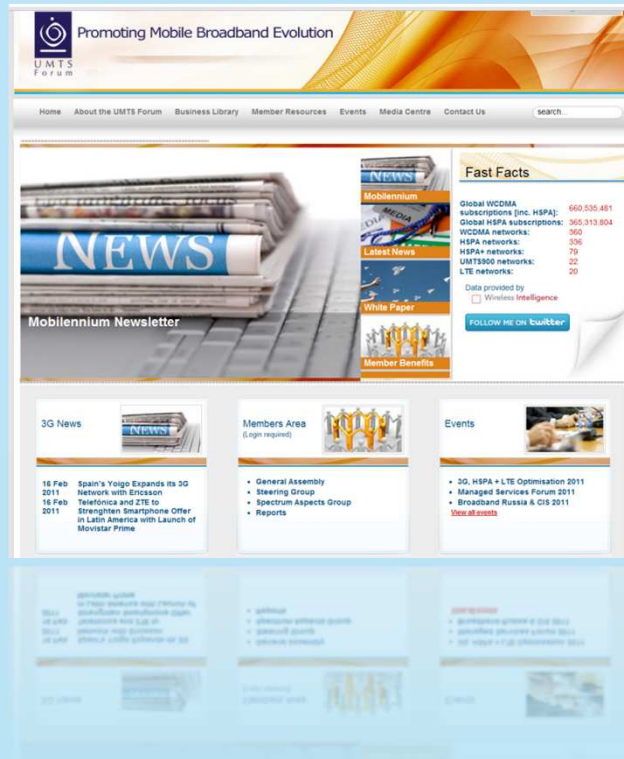 UMTS
Forum
Promoting Mobile Broadband Evolution
Home About the UMTS Forum Business Library Member Resources Events Media Centre Contact Us search...
NEWS
Mobilennium Newsletter
NEWS
Mobilennium
MEDIA
Latest News
White Paper
Member Benefits
Fast Facts
Global WCDMA
subscriptions [inc. HSPA]: 660,535,461
Global HSPA subscriptions: 365,313,804
WCDMA networks: 360
HSPA networks: 336
HSPA+ networks: 79
UMTS900 networks: 22
LTE networks: 20
Data provided by
Wireless Intelligence
FOLLOW ME ON twitter
3G News
NEWS
16 Feb 2011 Spain's Yoigo Expands its 3G
Network with Ericsson
16 Feb 2011 Telefónica and ZTE to
Strenghten Smartphone Offer
in Latin America with Launch of
Movistar Prime
Members Area
(Login required)
• General Assembly
• Steering Group
• Spectrum Aspects Group
• Reports
Events
• 3G, HSPA + LTE Optimisation 2011
• Managed Services Forum 2011
• Broadband Russia & CIS 2011
View all events